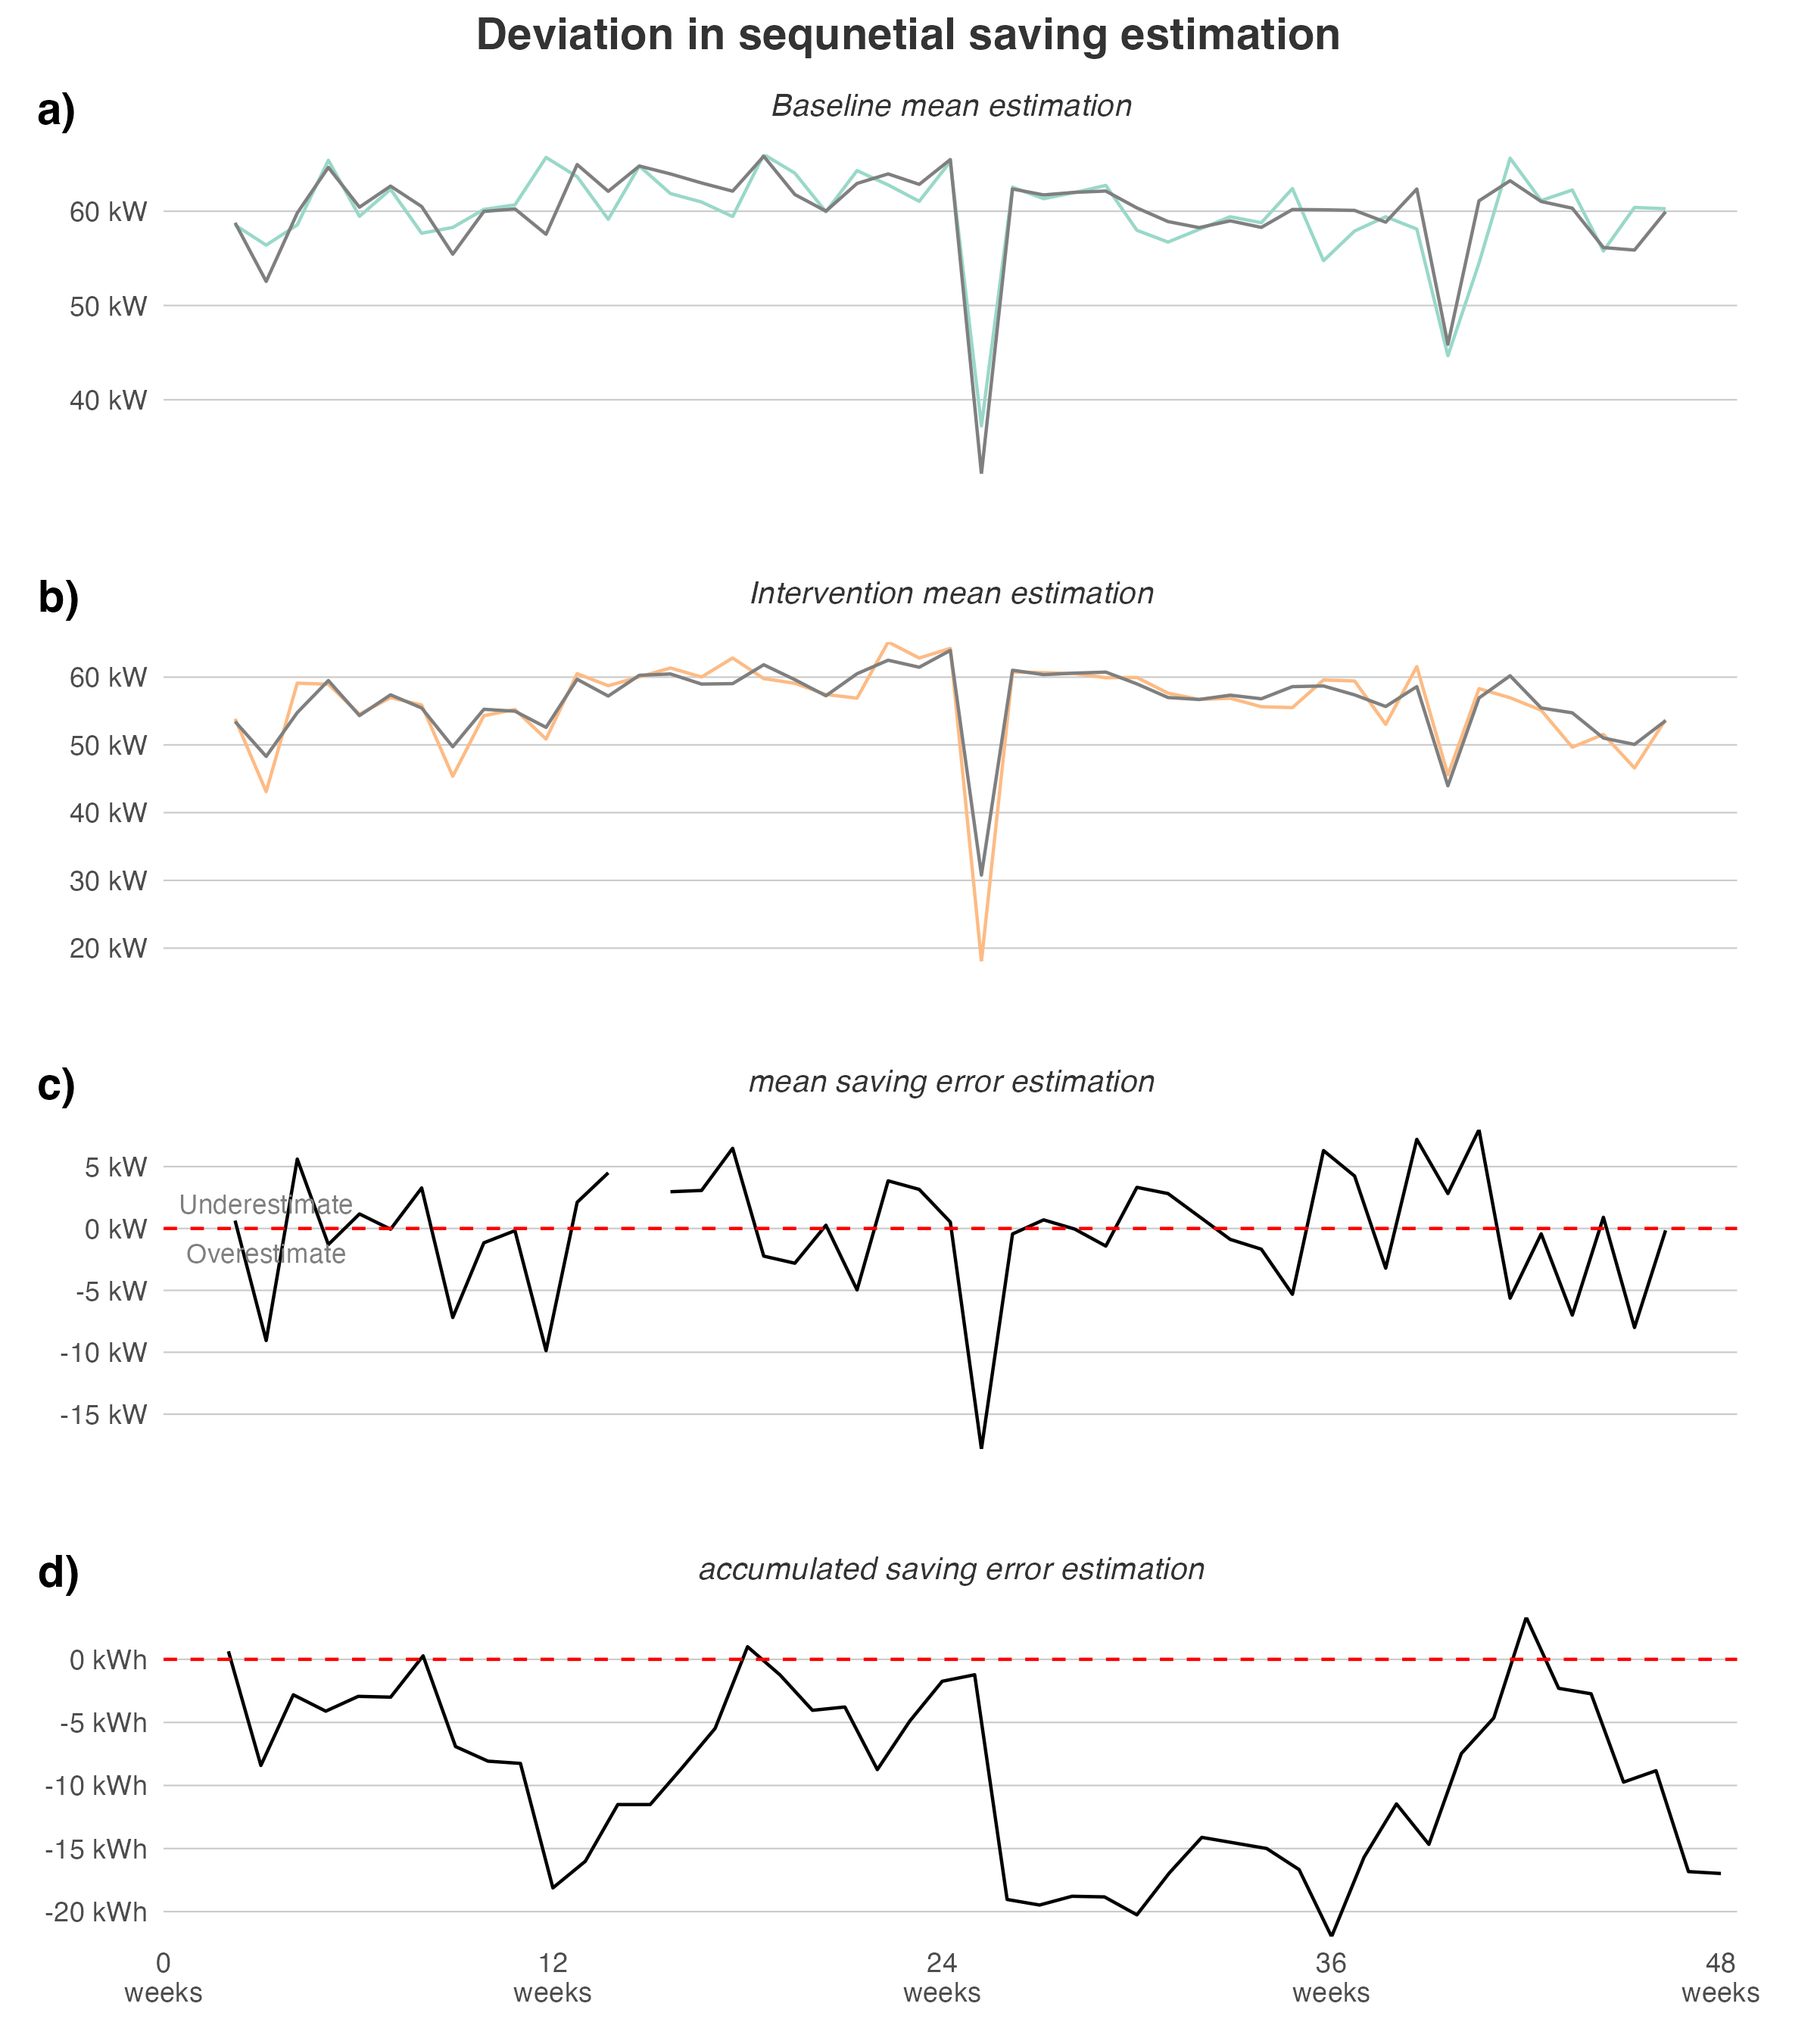 Deviation in sequnetial saving estimation
a)
Baseline mean estimation
60 kW
50 kW
40 kW
b)
Intervention mean estimation
60 kW
50 kW
40 kW
30 kW
20 kW
c)
mean saving error estimation
5 kW
Underestimate
0 kW
Overestimate
-5 kW
-10 kW
-15 kW
d)
accumulated saving error estimation
0 kWh
-5 kWh
-10 kWh
-15 kWh
-20 kWh
0 12 24 36 48
weeks weeks weeks weeks weeks